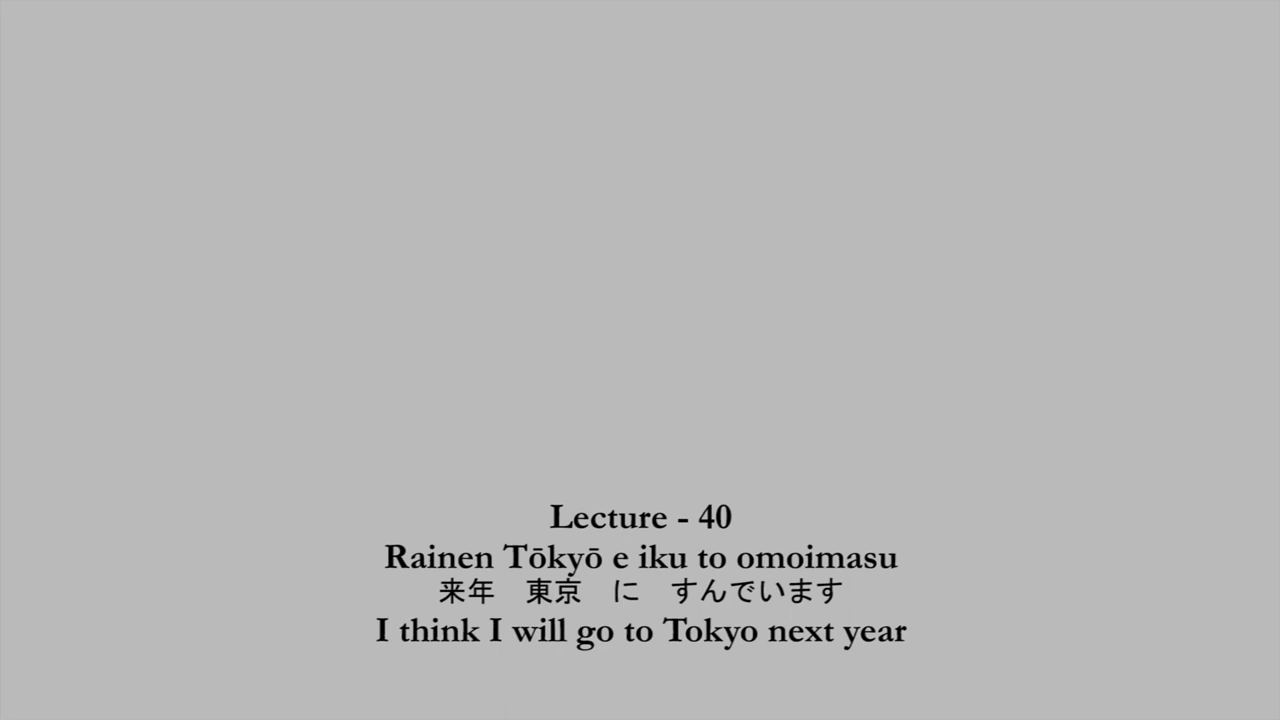 Lecture - 40
Rainen Tōkyō e iku to omoimasu
来年　東京　に　すんでいます
I think I will go to Tokyo next year